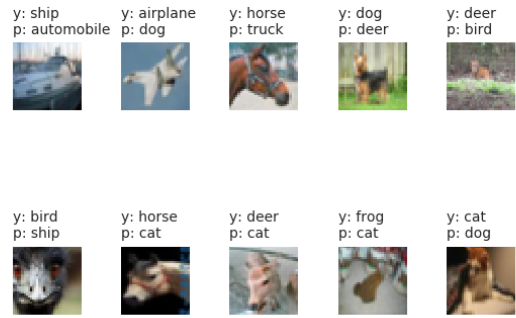 y: ship
p: automobile
y: airplane
p: dog
y: horse
p: truck
y: dog
p: deer
y: deer
p: bird
y: bird
p: ship
y: horse
p: cat
y: deer
p: cat
y: frog
p: cat
y: cat
p: dog